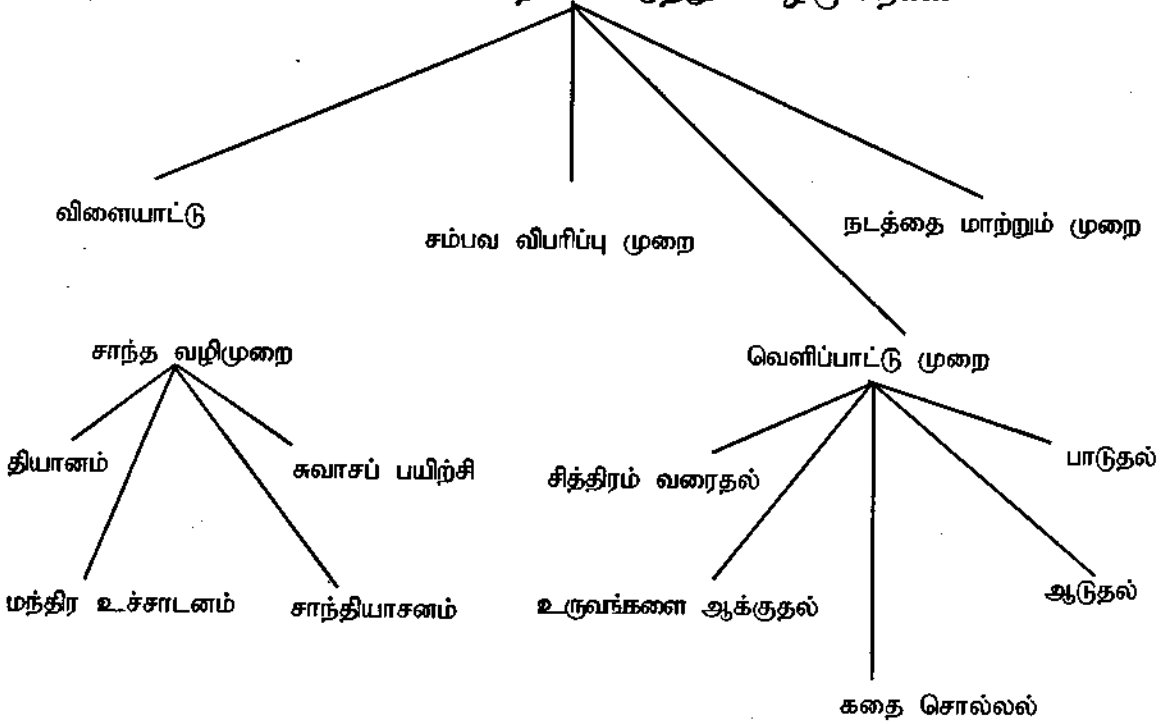 விளையாட்டு
சம்பவ விபரிப்பு முறை
நடத்தை மாற்றும் முறை
சாந்த வழிமுறை
வெளிப்பாட்டு முறை
தியானம்
சுவாசப் பயிற்சி
சித்திரம் வரைதல்
பாடுதல்
மந்திர உச்சாடனம்
சாந்தியாசனம்
உருவங்களை ஆக்குதல்
ஆடுதல்
கதை சொல்லல்